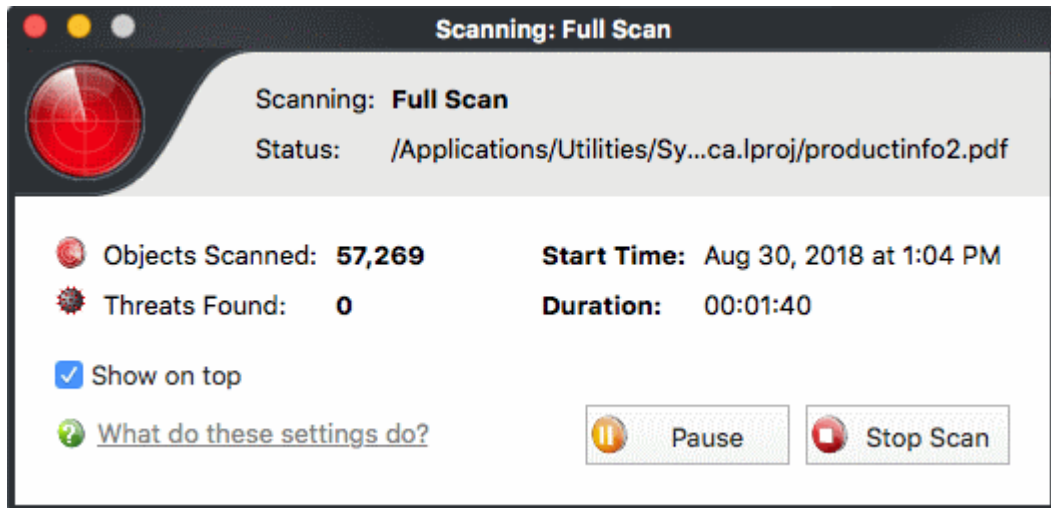 Scanning: Full Scan
Scanning: Full Scan
Status: /Applications/Utilities/Sy...ca.lproj/productinfo2.pdf
Objects Scanned: 57,269 Start Time: Aug 30, 2018 at 1:04 PM
Threats Found: 0 Duration: 00:01:40
Show on top
What do these settings do?
Pause Stop Scan